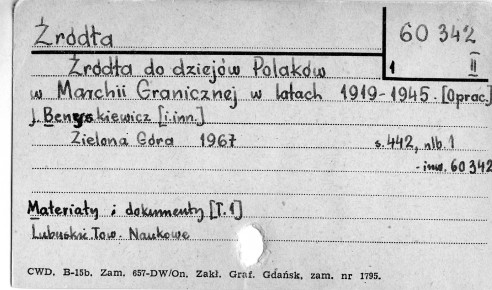 Źródła
60 342
1 II
Źródła do dziejów Polaków
w Marchii Granicznej w latach 1919-1945. [Oprac.]
J. Benyskiewicz [i.inn.]
Zielona Góra 1967 s. 442, nlb. 1
- inw. 60 342
Materiały i dokumenty [T. 1]
Lubuskie Tow. Naukowe
CWD. B-15b. Zam. 657-DW/On. Zakł. Graf. Gdańsk, zam. nr 1795.